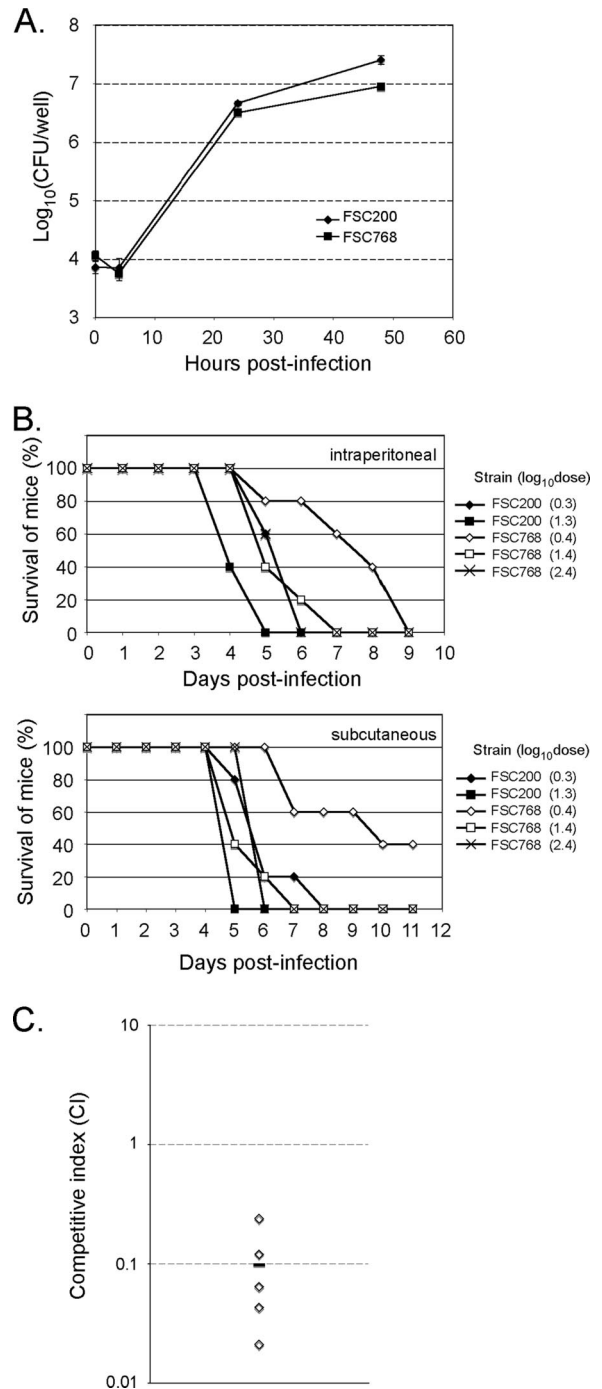 A.
Log10(CFU/well)
8
7
6
5
4
3
FSC200
FSC768
0 10 20 30 40 50 60
Hours post-infection
B.
Survival of mice (%)
intraperitoneal
100
80
60
40
20
0
0 1 2 3 4 5 6 7 8 9 10
Days post-infection
Strain (log10dose)
FSC200 (0.3)
FSC200 (1.3)
FSC768 (0.4)
FSC768 (1.4)
FSC768 (2.4)
Survival of mice (%)
subcutaneous
100
80
60
40
20
0
0 1 2 3 4 5 6 7 8 9 10 11 12
Days post-infection
Strain (log10dose)
FSC200 (0.3)
FSC200 (1.3)
FSC768 (0.4)
FSC768 (1.4)
FSC768 (2.4)
C.
Competitive index (CI)
10
1
0.1
0.01